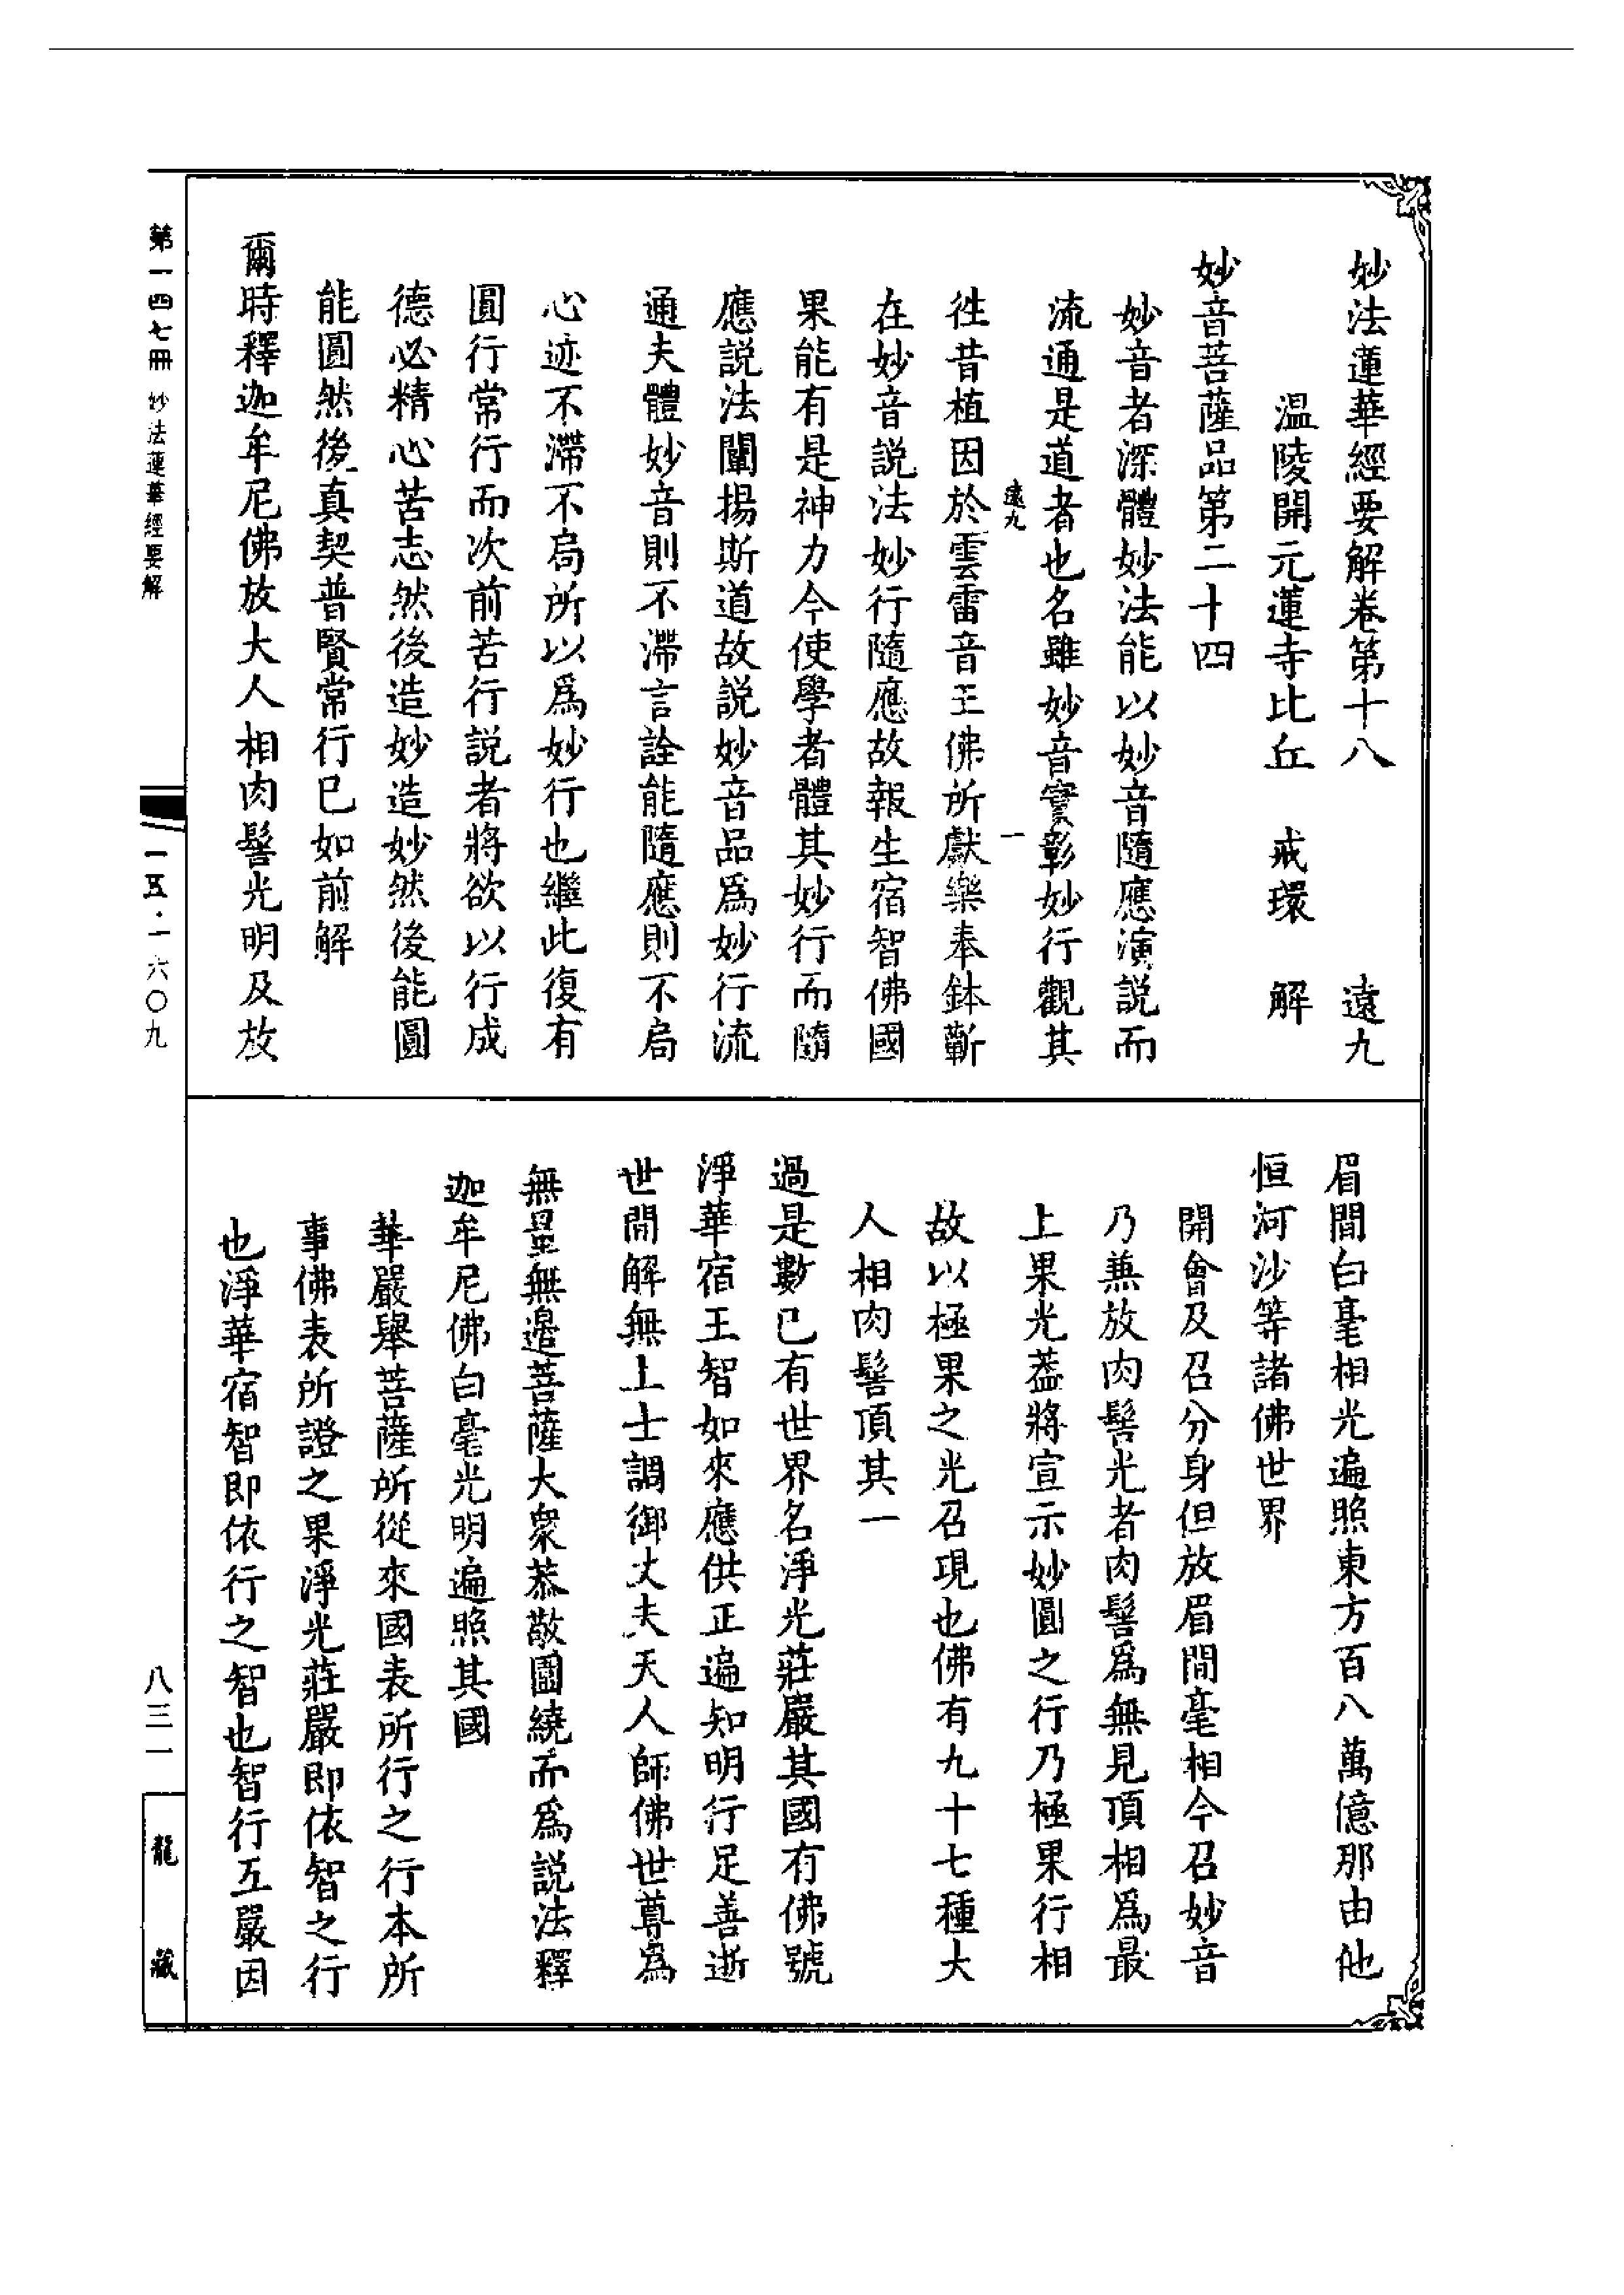 妙法蓮華經要解卷第十八　遠九
溫陵開元蓮寺比丘　戒環　解
妙音菩薩品第二十四
妙音者深體妙法能以妙音隨應演說而
流通是道者也名雖妙音實彰妙行觀其
遠九　一
徃昔植因於雲雷音王佛所獻樂奉鉢蘄
在妙音說法妙行隨應故報生宿智佛國
果能有是神力今使學者體其妙行而隨
應說法闡揚斯道故說妙音品爲妙行流
通夫體妙音則不滯言詮能隨應則不局
心迹不滯不局所以爲妙行也繼此復有
圓行常行而次前苦行說者將欲以行成
德必精心苦志然後造妙造妙然後能圓
能圓然後真契普賢常行已如前解
爾時釋迦牟尼佛放大人相肉髻光明及放
眉間白毫相光遍照東方百八萬億那由他
恒河沙等諸佛世界
開會及召分身但放眉間毫相今召妙音
乃兼放肉髻光者肉髻爲無見頂相爲最
上果光葢將宣示妙圓之行乃極果行相
故以極果之光召現也佛有九十七種大
人相肉髻頂其一
過是數已有世界名淨光莊嚴其國有佛號
淨華宿王智如來應供正遍知明行足善逝
世間解無上士調御丈夫天人師佛世尊為
無量無邊菩薩大衆恭敬圍繞而爲說法釋
迦牟尼佛白毫光明遍照其國
華嚴舉菩薩所從來國表所行之行本所
事佛表所證之果淨光莊嚴即依智之行
也淨華宿智即依行之智也智行互嚴因
第一四七冊　妙法蓮華經要解
一五·一六〇九
八三一
龍藏